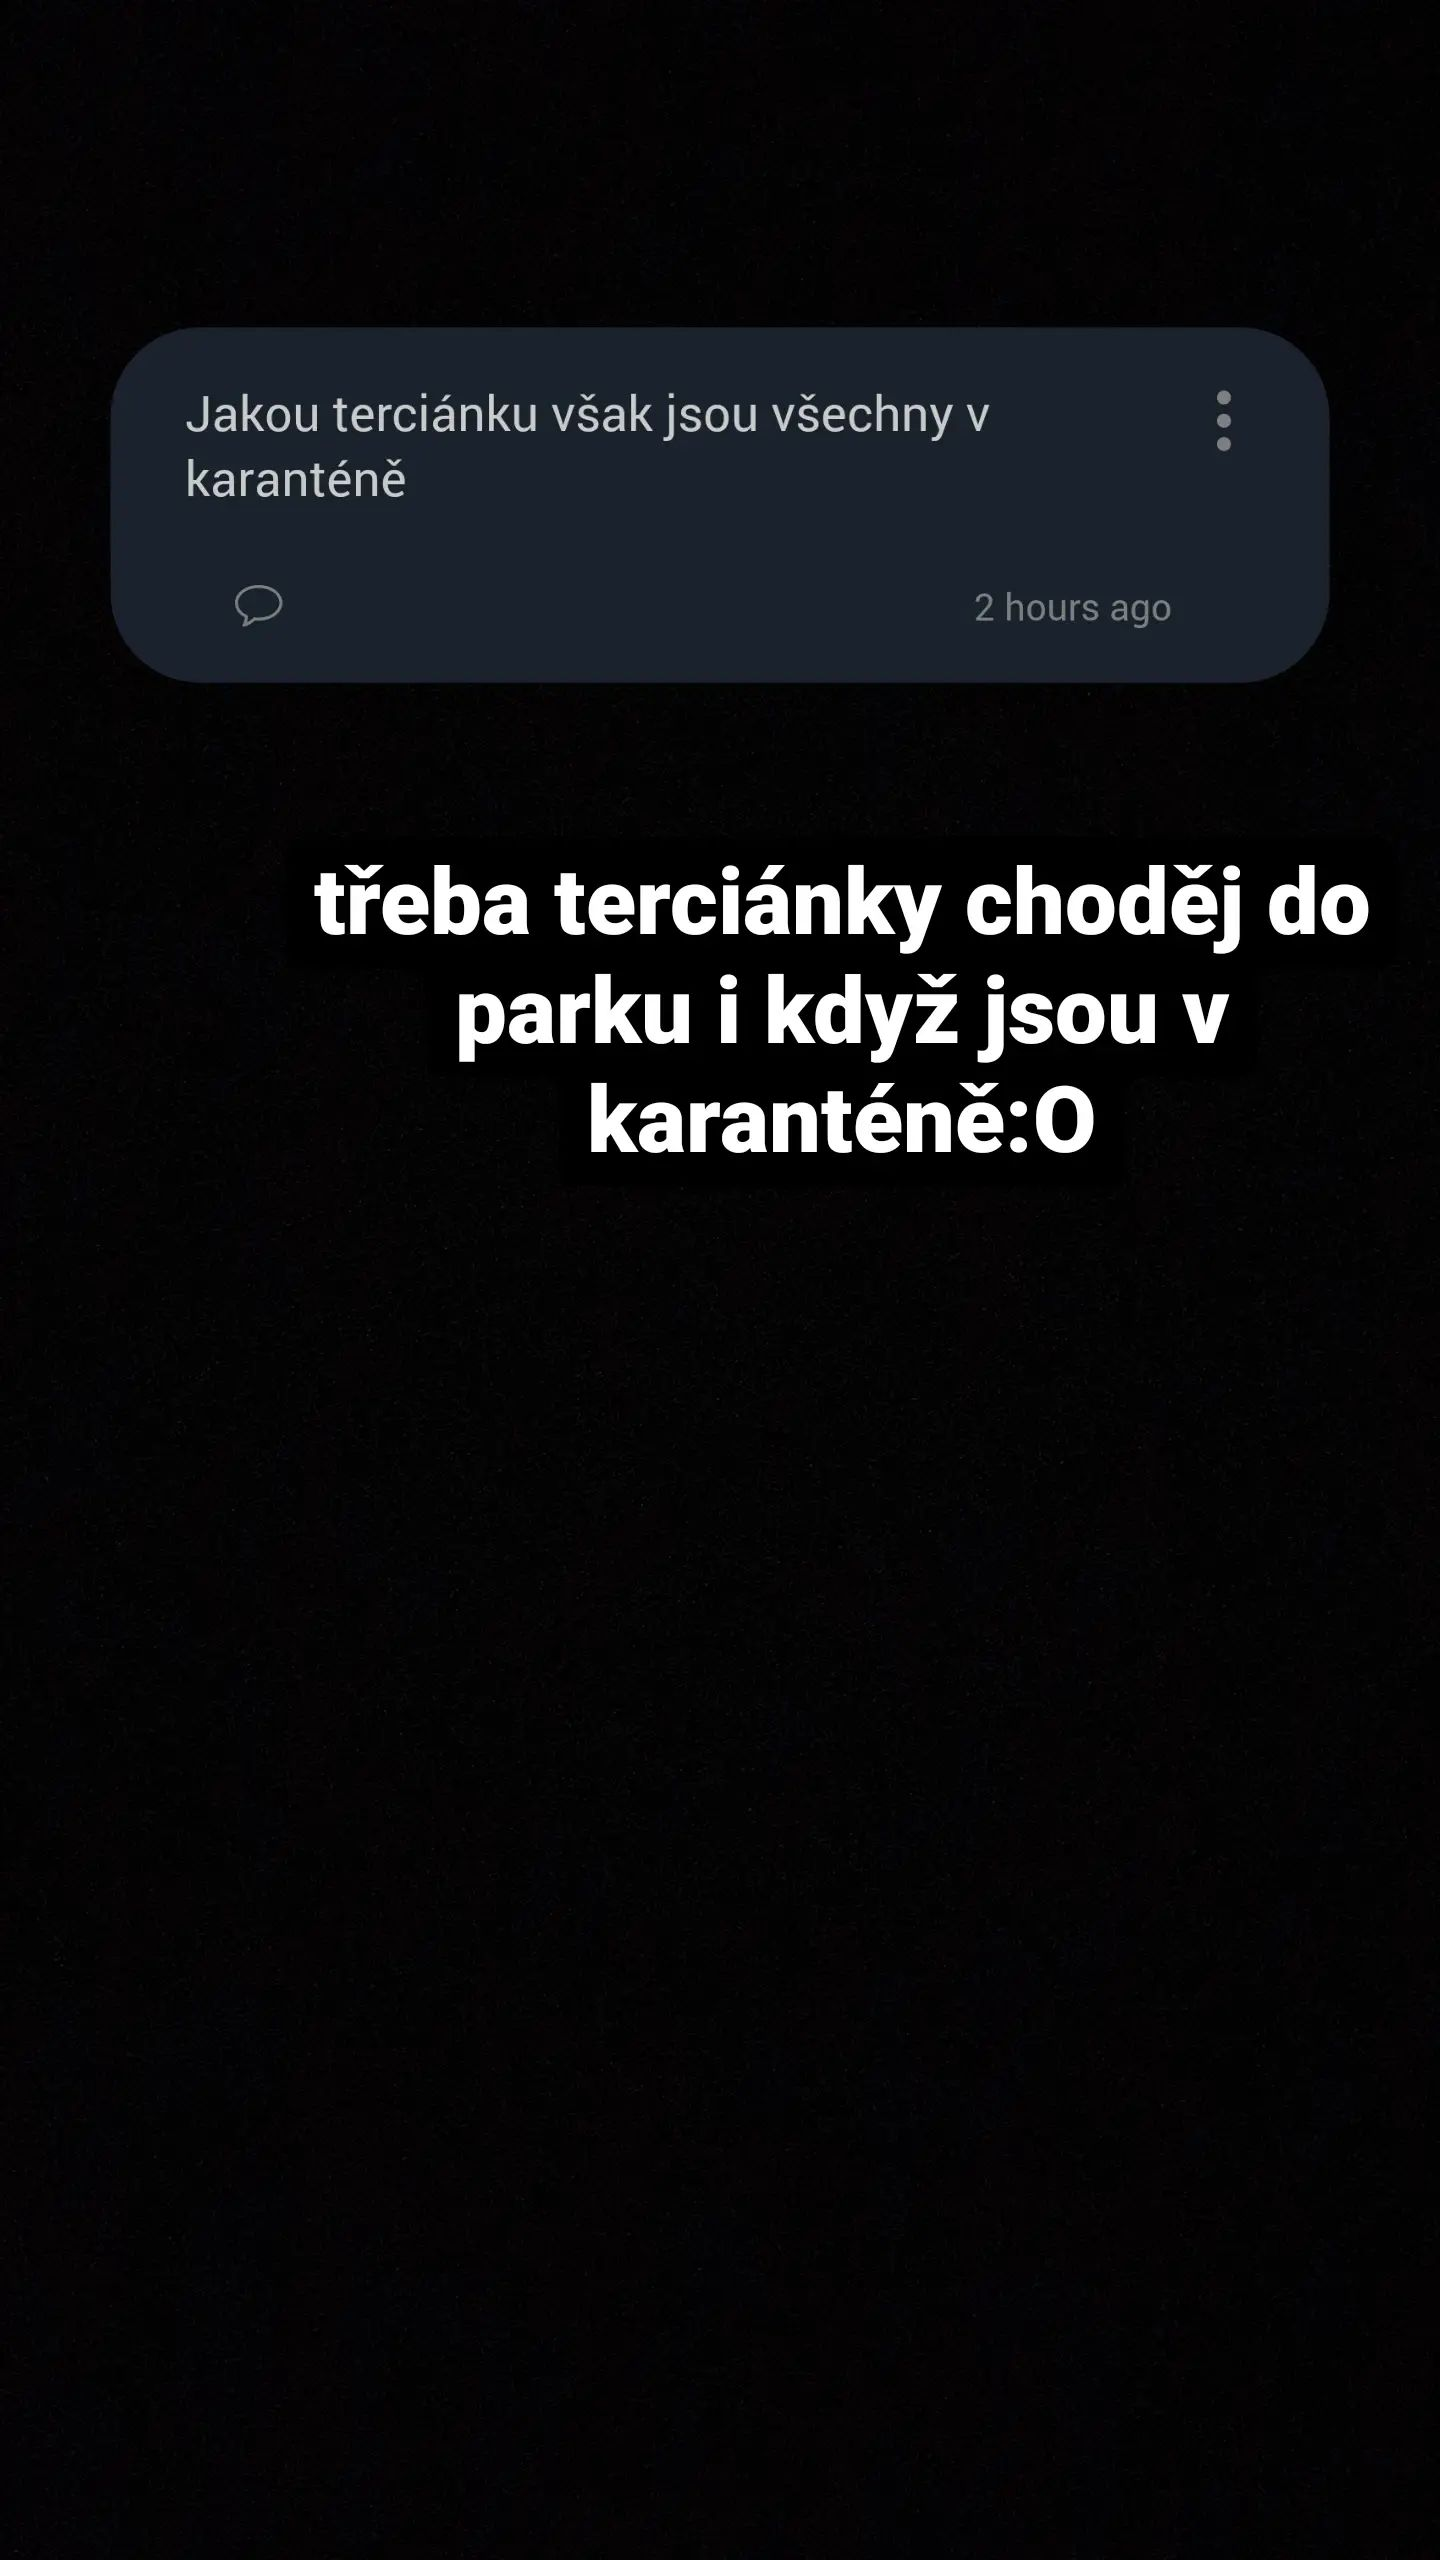 Jakou terciánku však jsou všechny v
karanténě
2 hours ago
třeba terciánky choděj do
parku i když jsou v
karanténě:O